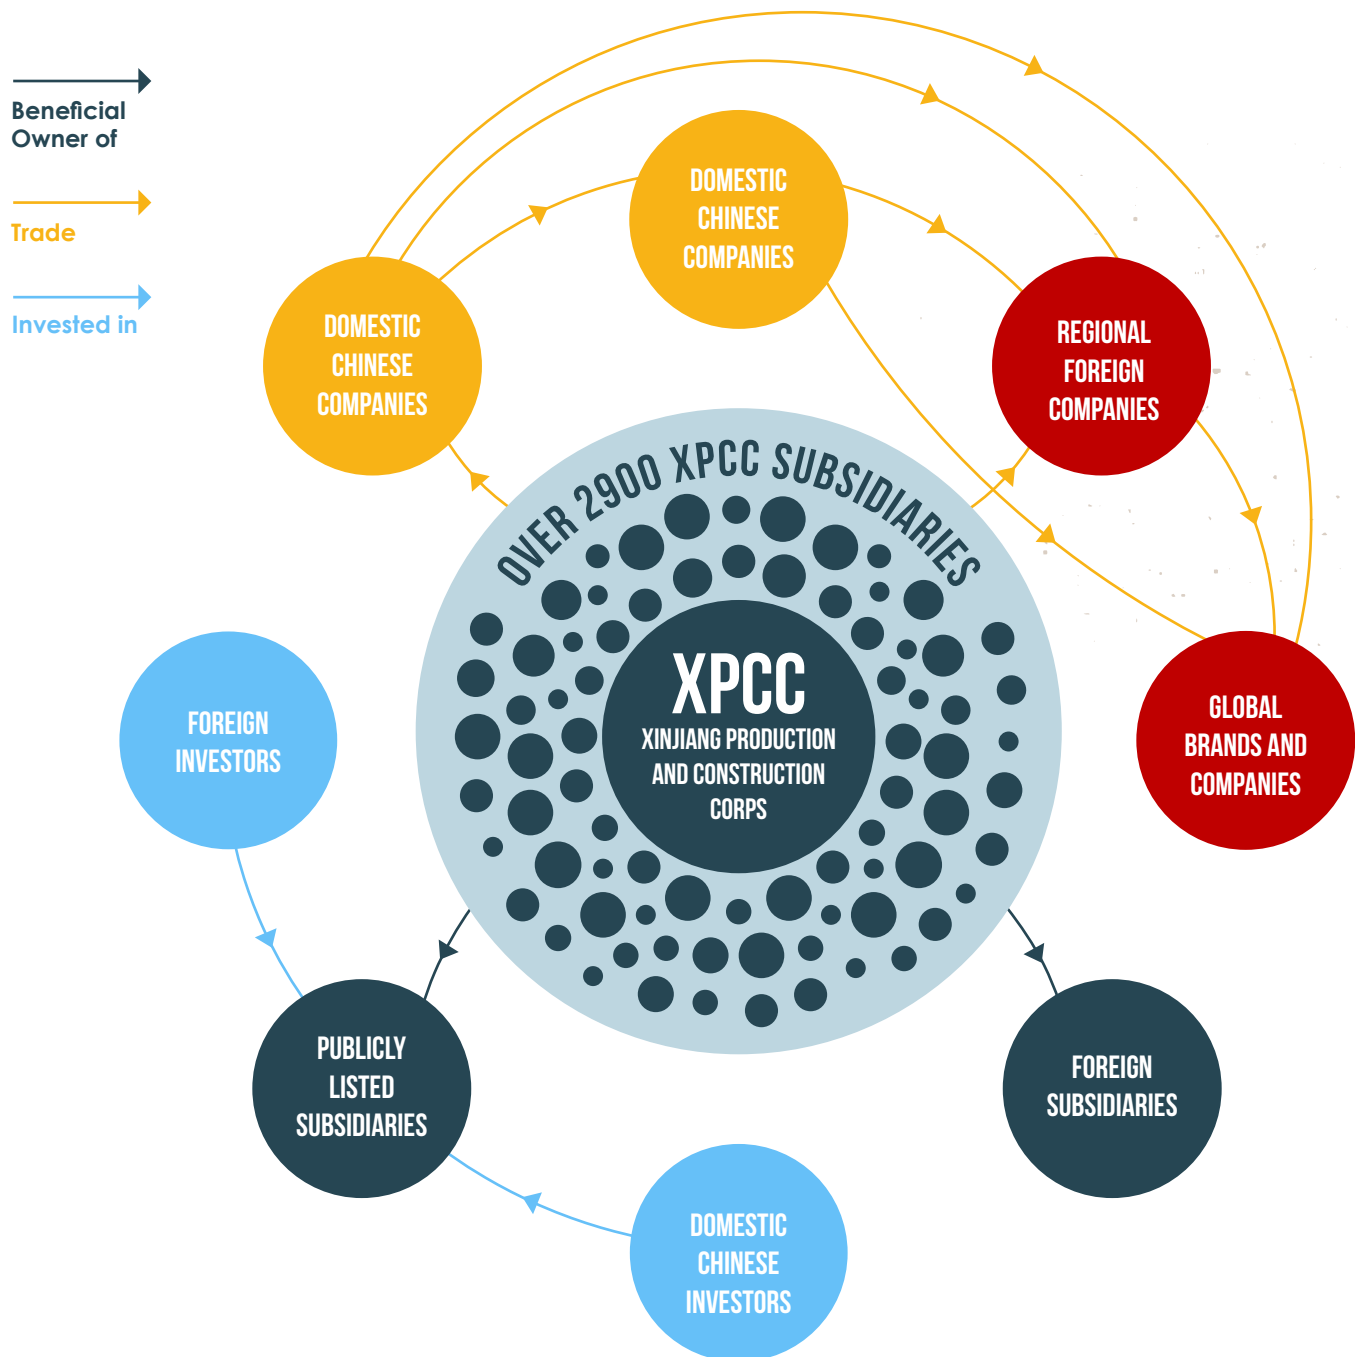 Beneficial
Owner of
Trade
Invested in
DOMESTIC
CHINESE
COMPANIES
DOMESTIC
CHINESE
COMPANIES
REGIONAL
FOREIGN
COMPANIES
OVER 2900 XPCC SUBSIDIARIES
XPCC
XINJIANG PRODUCTION
AND CONSTRUCTION
CORPS
FOREIGN
INVESTORS
GLOBAL
BRANDS AND
COMPANIES
PUBLICLY
LISTED
SUBSIDIARIES
FOREIGN
SUBSIDIARIES
DOMESTIC
CHINESE
INVESTORS